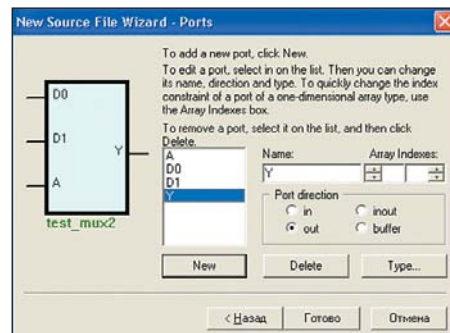 New Source File Wizard - Ports
To add a new port, click New.
To edit a port, select in on the list. Then you can change
its name, direction and type. To quickly change the index
constraint of a port of a one-dimensional array type, use
the Array Indexes box.
To remove a port, select it on the list, and then click
Delete.
D0
D1
Y
A
test_mux2
A
D0
D1
Y
Name:
Array Indexes:
Y
Port direction
in
inout
out
buffer
New
Delete
Type...
< Назад
Готово
Отмена